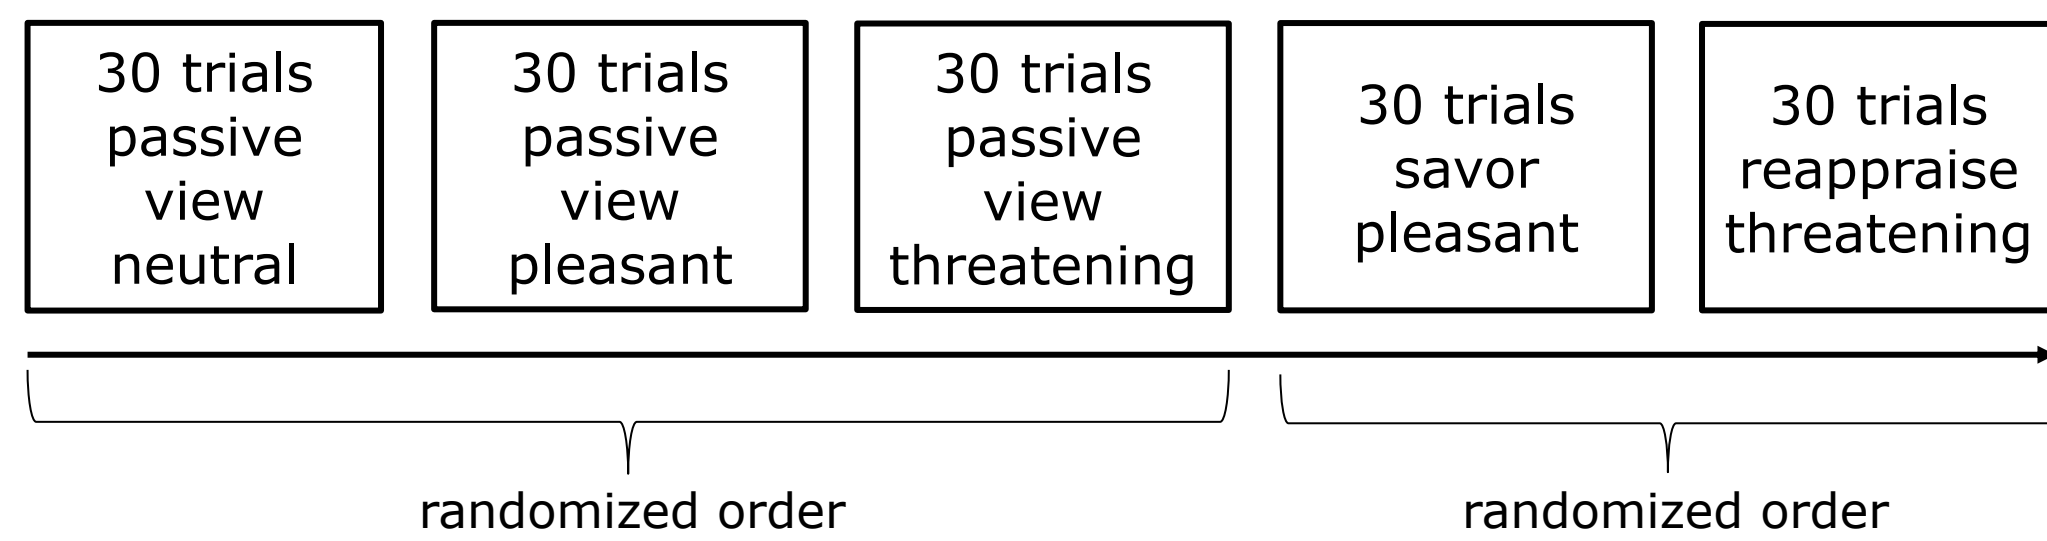 30 trials
passive
view
neutral
30 trials
passive
view
pleasant
30 trials
passive
view
threatening
30 trials
savor
pleasant
30 trials
reappraise
threatening
randomized order
randomized order